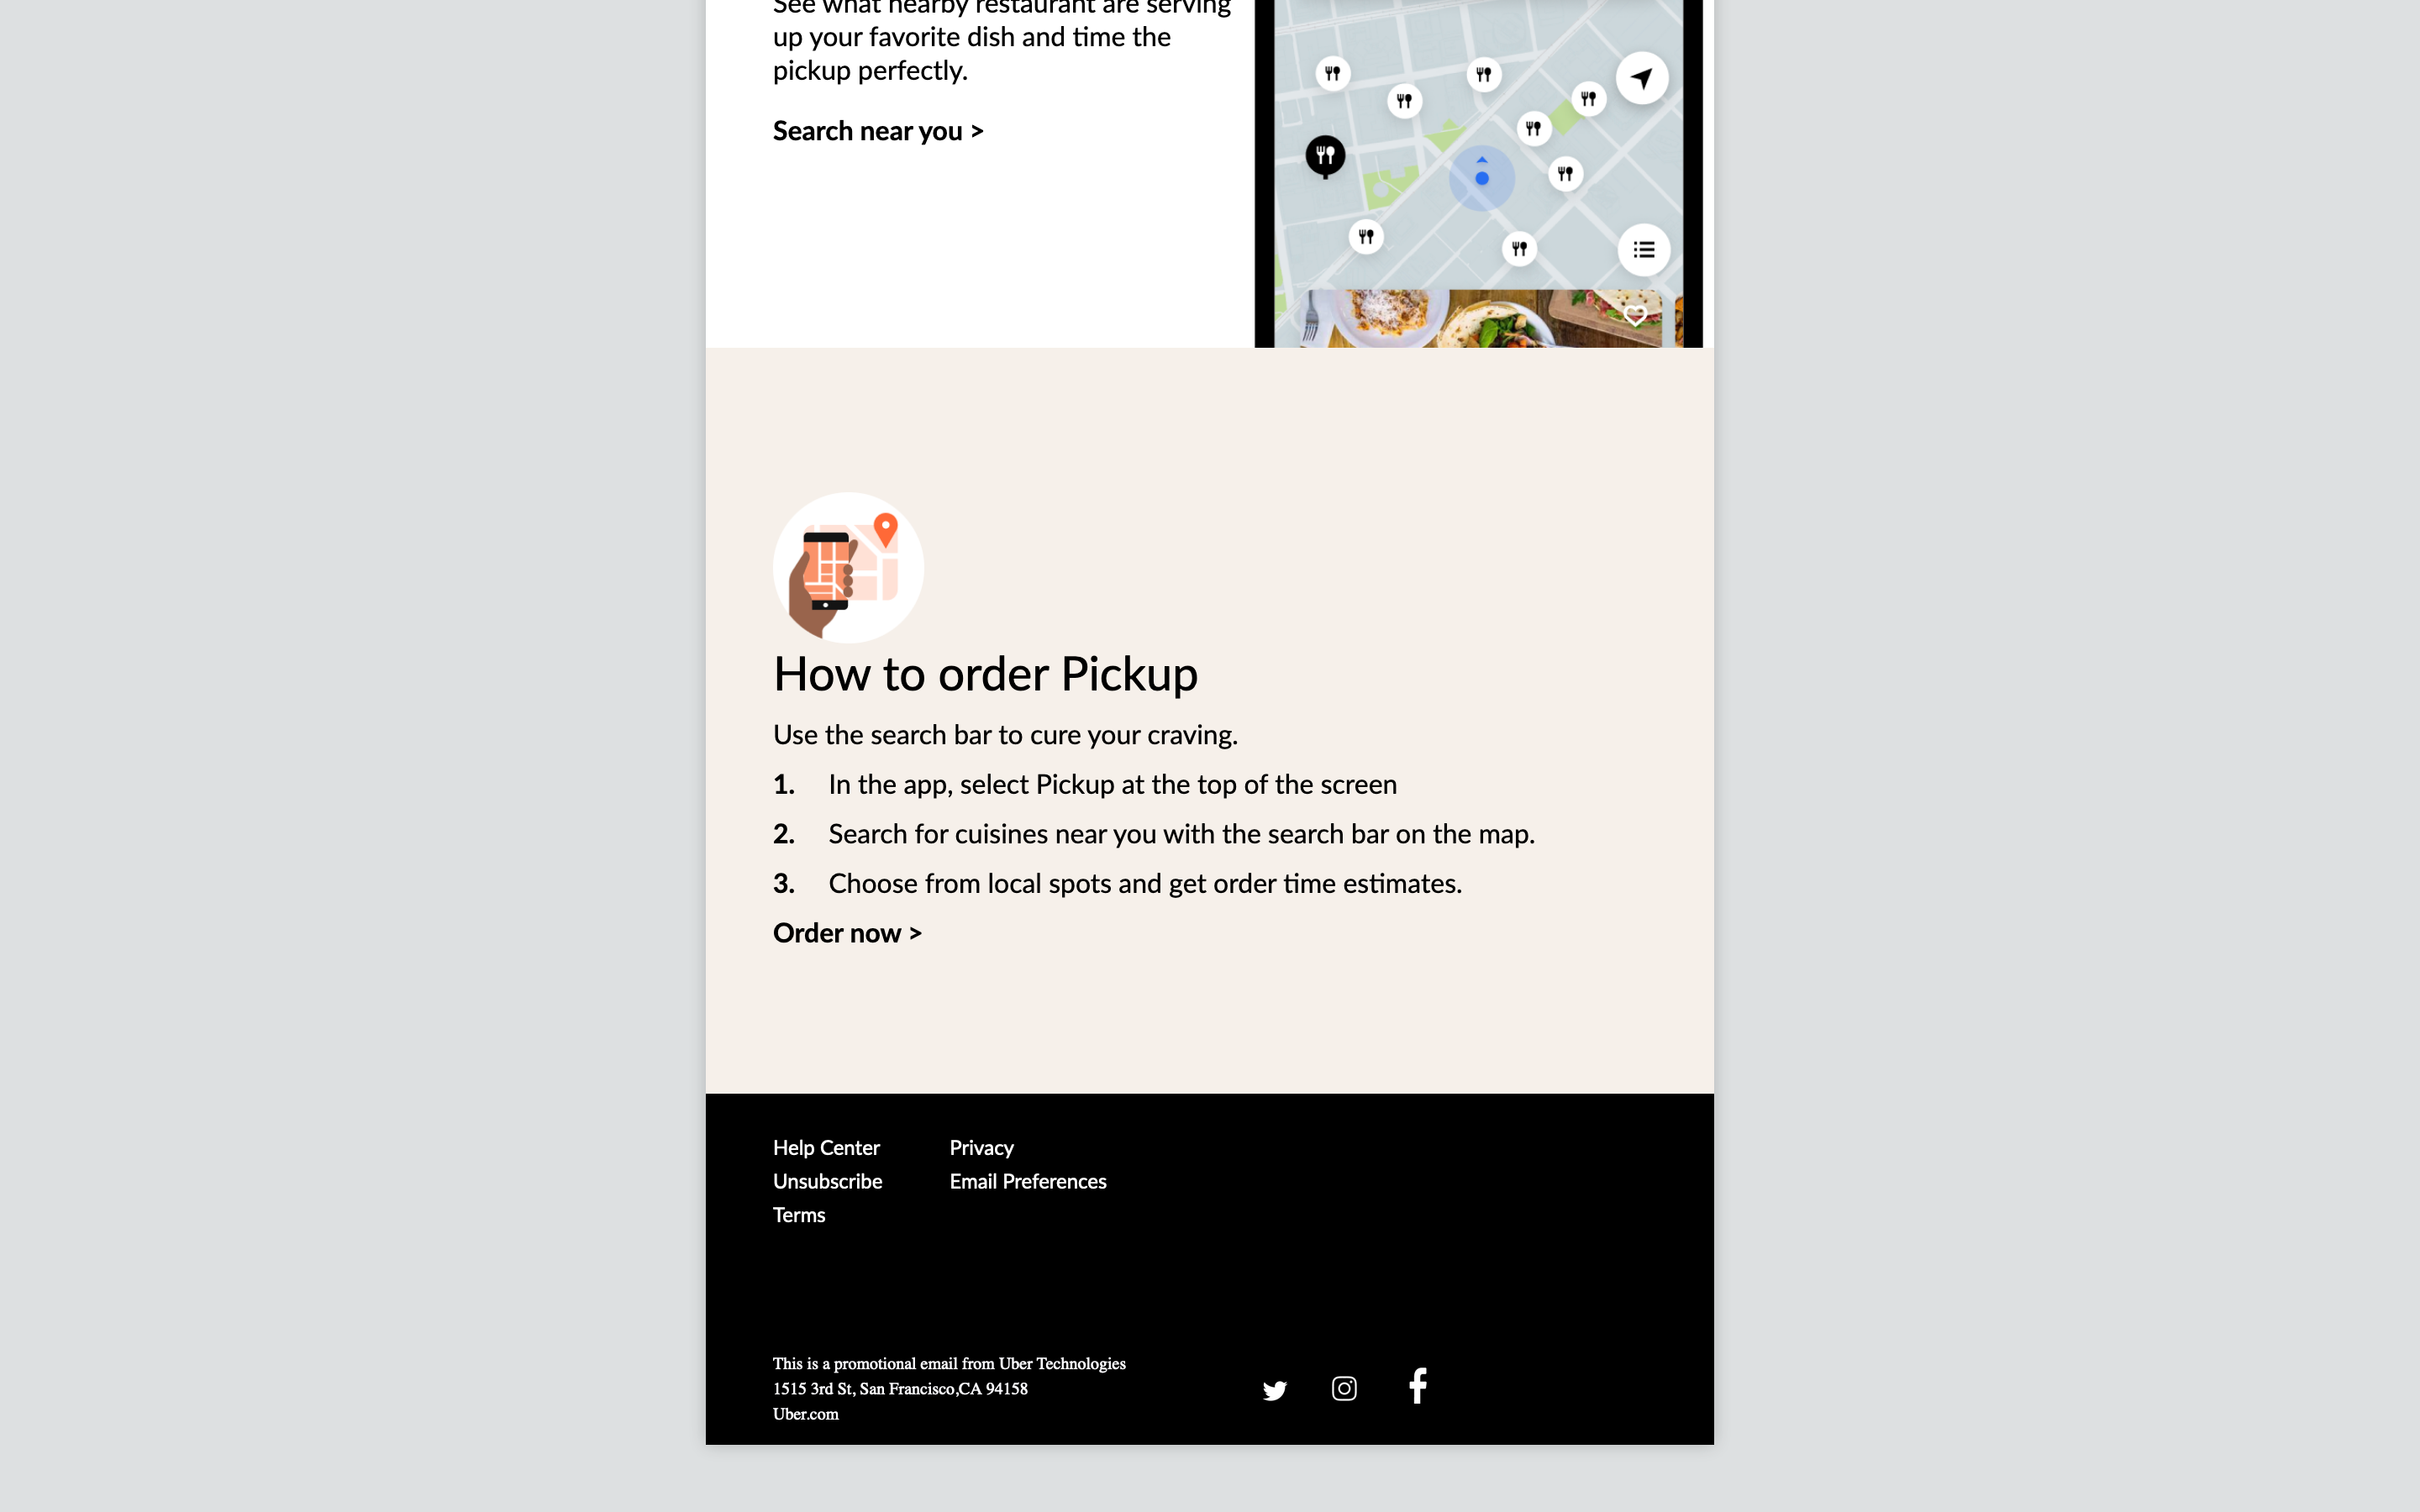 See what nearby restaurant are serving
up your favorite dish and time the
pickup perfectly.
Search near you >
How to order Pickup
Use the search bar to cure your craving.
1. In the app, select Pickup at the top of the screen
2. Search for cuisines near you with the search bar on the map.
3. Choose from local spots and get order time estimates.
Order now >
Help Center
Unsubscribe
Terms
Privacy
Email Preferences
This is a promotional email from Uber Technologies
1515 3rd St, San Francisco,CA 94158
Uber.com